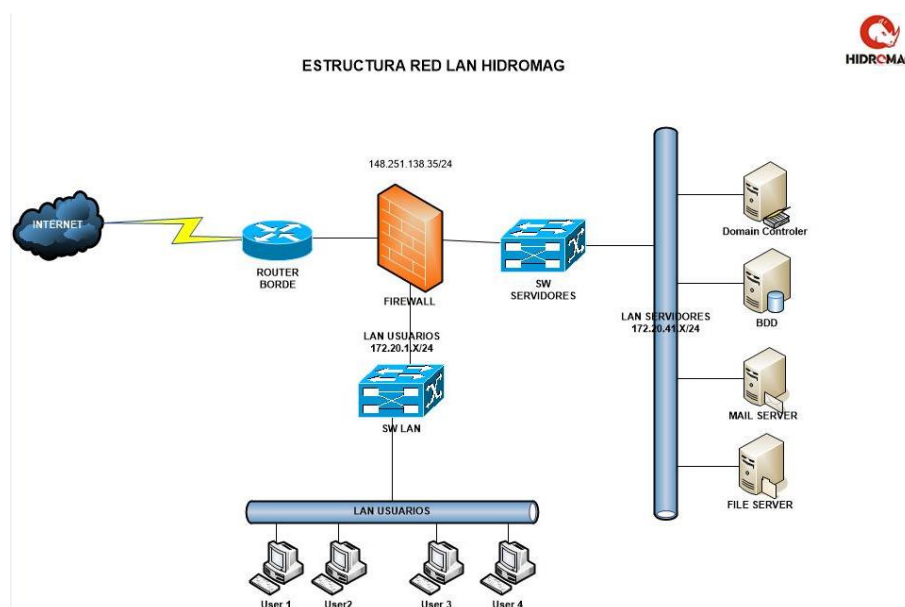 HIDROMA
ESTRUCTURA RED LAN HIDROMAG
148.251.138.35/24
INTERNET
ROUTER
BORDE
FIREWALL
SW
SERVIDORES
Domain Controler
LAN SERVIDORES
172.20.41.X/24
BDD
LAN USUARIOS
172.20.1.X/24
SW LAN
MAIL SERVER
FILE SERVER
LAN USUARIOS
User 1
User2
User 3
User 4